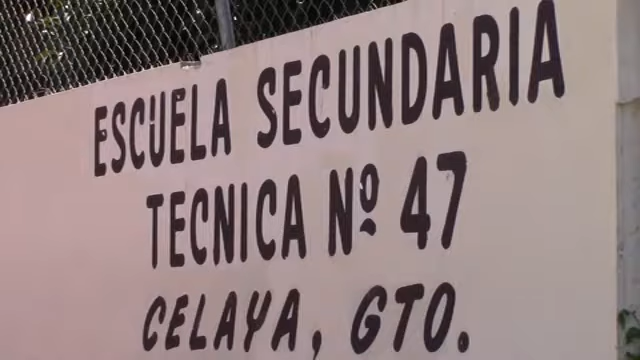 ESCUELA SECUNDARIA
TECNICA Nº 47
CELAYA, GTO.